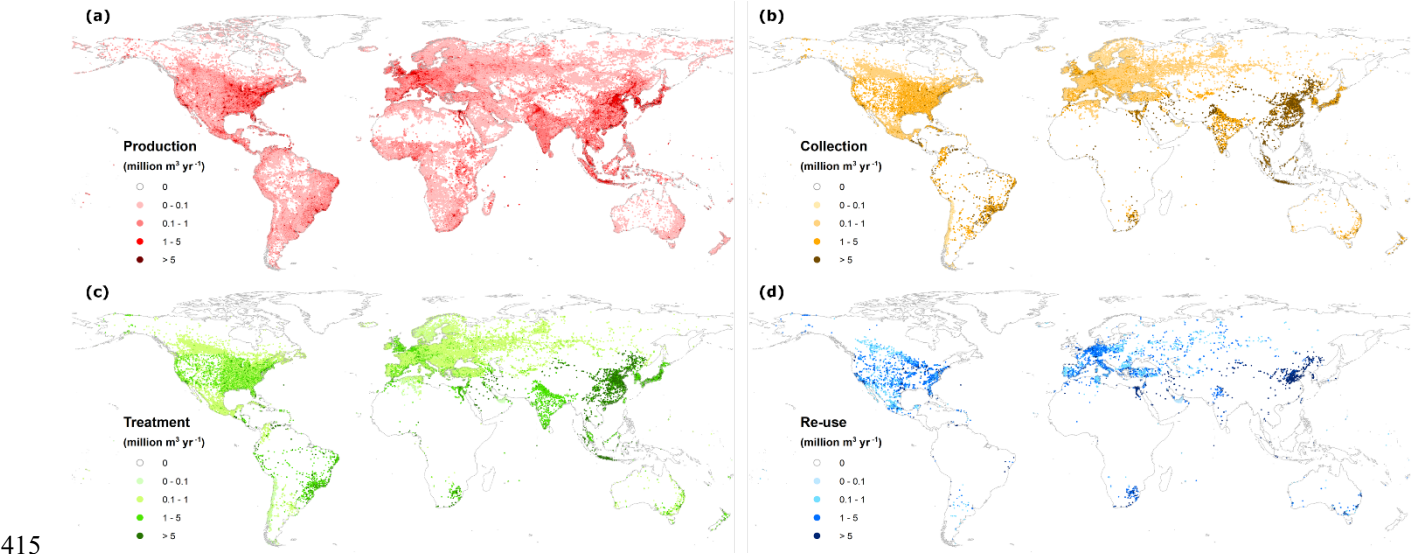 (a)
Production
(million m³ yr⁻¹)
0
0 - 0.1
0.1 - 1
1 - 5
> 5
(b)
Collection
(million m³ yr⁻¹)
0
0 - 0.1
0.1 - 1
1 - 5
> 5
(c)
Treatment
(million m³ yr⁻¹)
0
0 - 0.1
0.1 - 1
1 - 5
> 5
(d)
Re-use
(million m³ yr⁻¹)
0
0 - 0.1
0.1 - 1
1 - 5
> 5
415